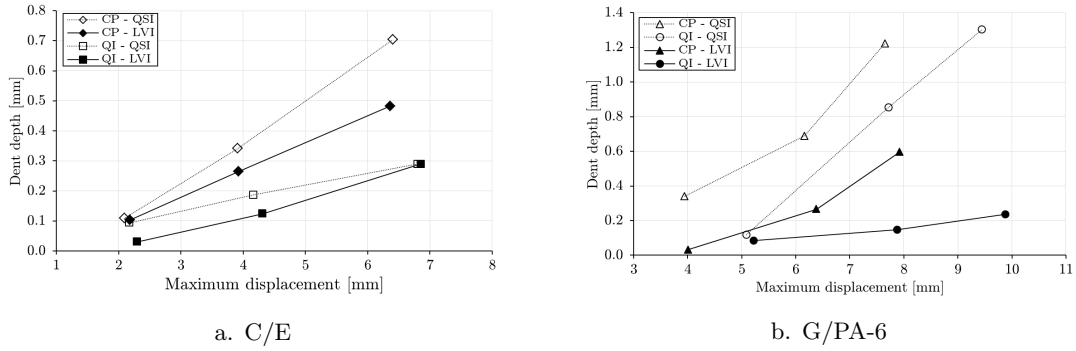 0.8
0.7
0.6
0.5
0.4
0.3
0.2
0.1
0.0
Dent depth [mm]
CP - QSI
CP - LVI
QI - QSI
QI - LVI
1 2 3 4 5 6 7 8
Maximum displacement [mm]
a. C/E
1.4
1.2
1.0
0.8
0.6
0.4
0.2
0.0
Dent depth [mm]
CP - QSI
QI - QSI
CP - LVI
QI - LVI
3 4 5 6 7 8 9 10 11
Maximum displacement [mm]
b. G/PA-6